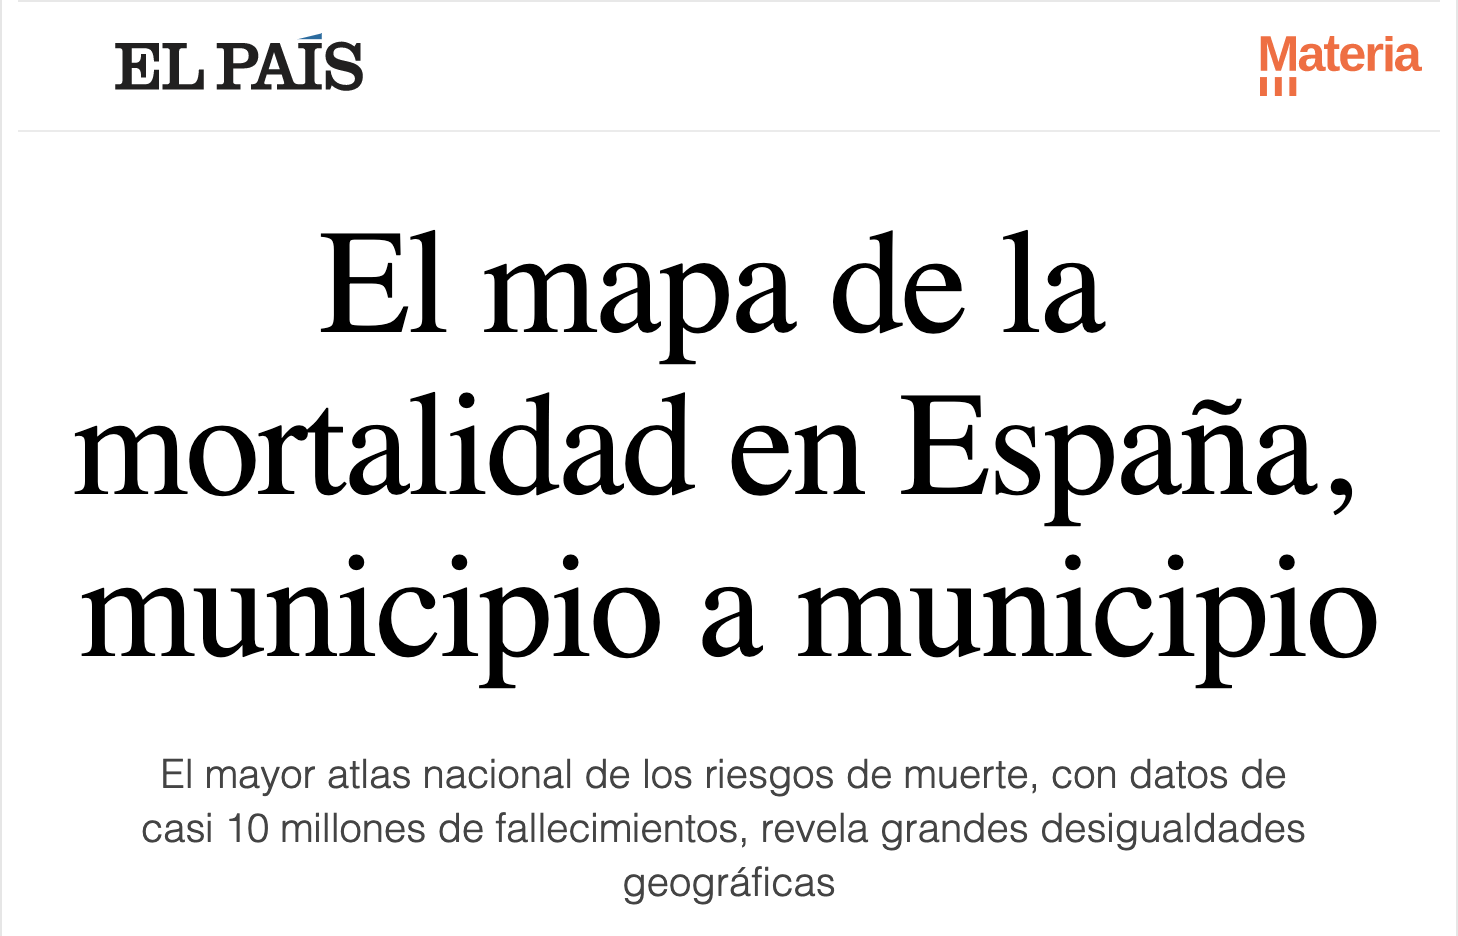 EL PAÍS
Materia
El mapa de la
mortalidad en España,
municipio a municipio
El mayor atlas nacional de los riesgos de muerte, con datos de
casi 10 millones de fallecimientos, revela grandes desigualdades
geográficas